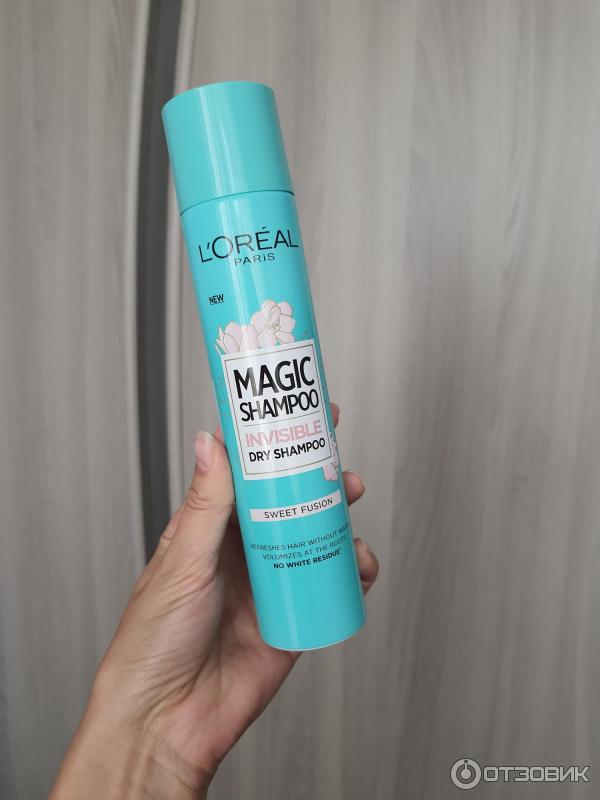 L'ORÉAL
PARIS
NEW
MAGIC
SHAMPOO
INVISIBLE
DRY SHAMPOO
SWEET FUSION
REFRESHES HAIR WITHOUT WATER
VOLUMIZES AT THE ROOTS
NO WHITE RESIDUE*
ОТЗОВИК